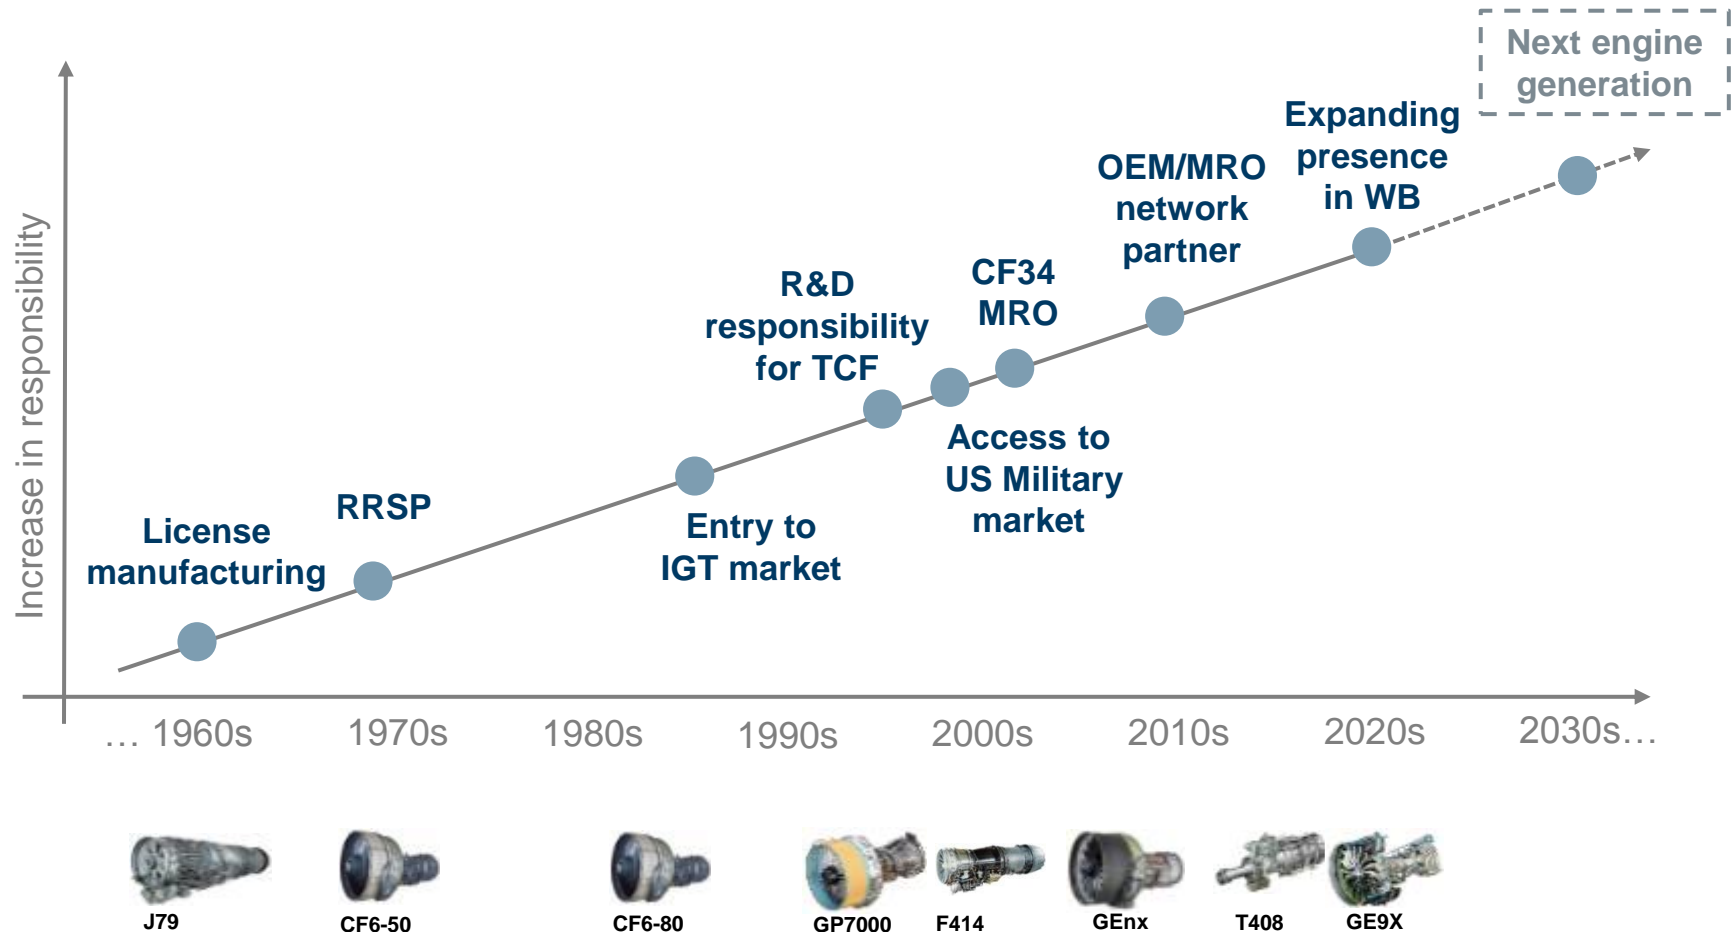 Next engine
generation
Expanding
presence
in WB
OEM/MRO
network
partner
CF34
MRO
R&D
responsibility
for TCF
Access to
US Military
market
RRSP
Entry to
IGT market
License
manufacturing
Increase in responsibility
… 1960s 1970s 1980s 1990s 2000s 2010s 2020s 2030s…
J79 CF6-50 CF6-80 GP7000 F414 GEnx T408 GE9X